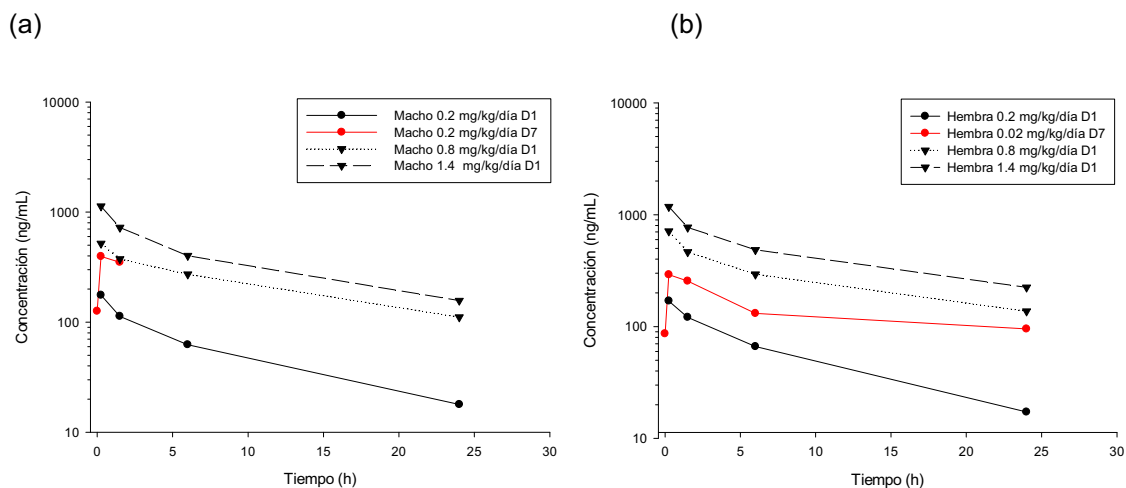 (a)
(b)
Macho 0.2 mg/kg/día D1
Macho 0.2 mg/kg/día D7
Macho 0.8 mg/kg/día D1
Macho 1.4 mg/kg/día D1
Concentración (ng/mL)
10000
1000
100
10
0 5 10 15 20 25 30
Tiempo (h)
Hembra 0.2 mg/kg/día D1
Hembra 0.02 mg/kg/día D7
Hembra 0.8 mg/kg/día D1
Hembra 1.4 mg/kg/día D1
Concentración (ng/mL)
10000
1000
100
10
0 5 10 15 20 25 30
Tiempo (h)